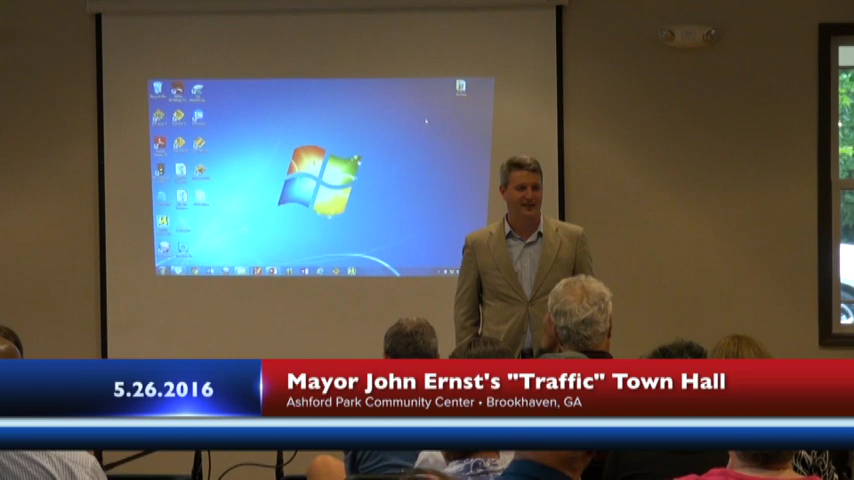 5.26.2016
Mayor John Ernst's "Traffic" Town Hall
Ashford Park Community Center • Brookhaven, GA